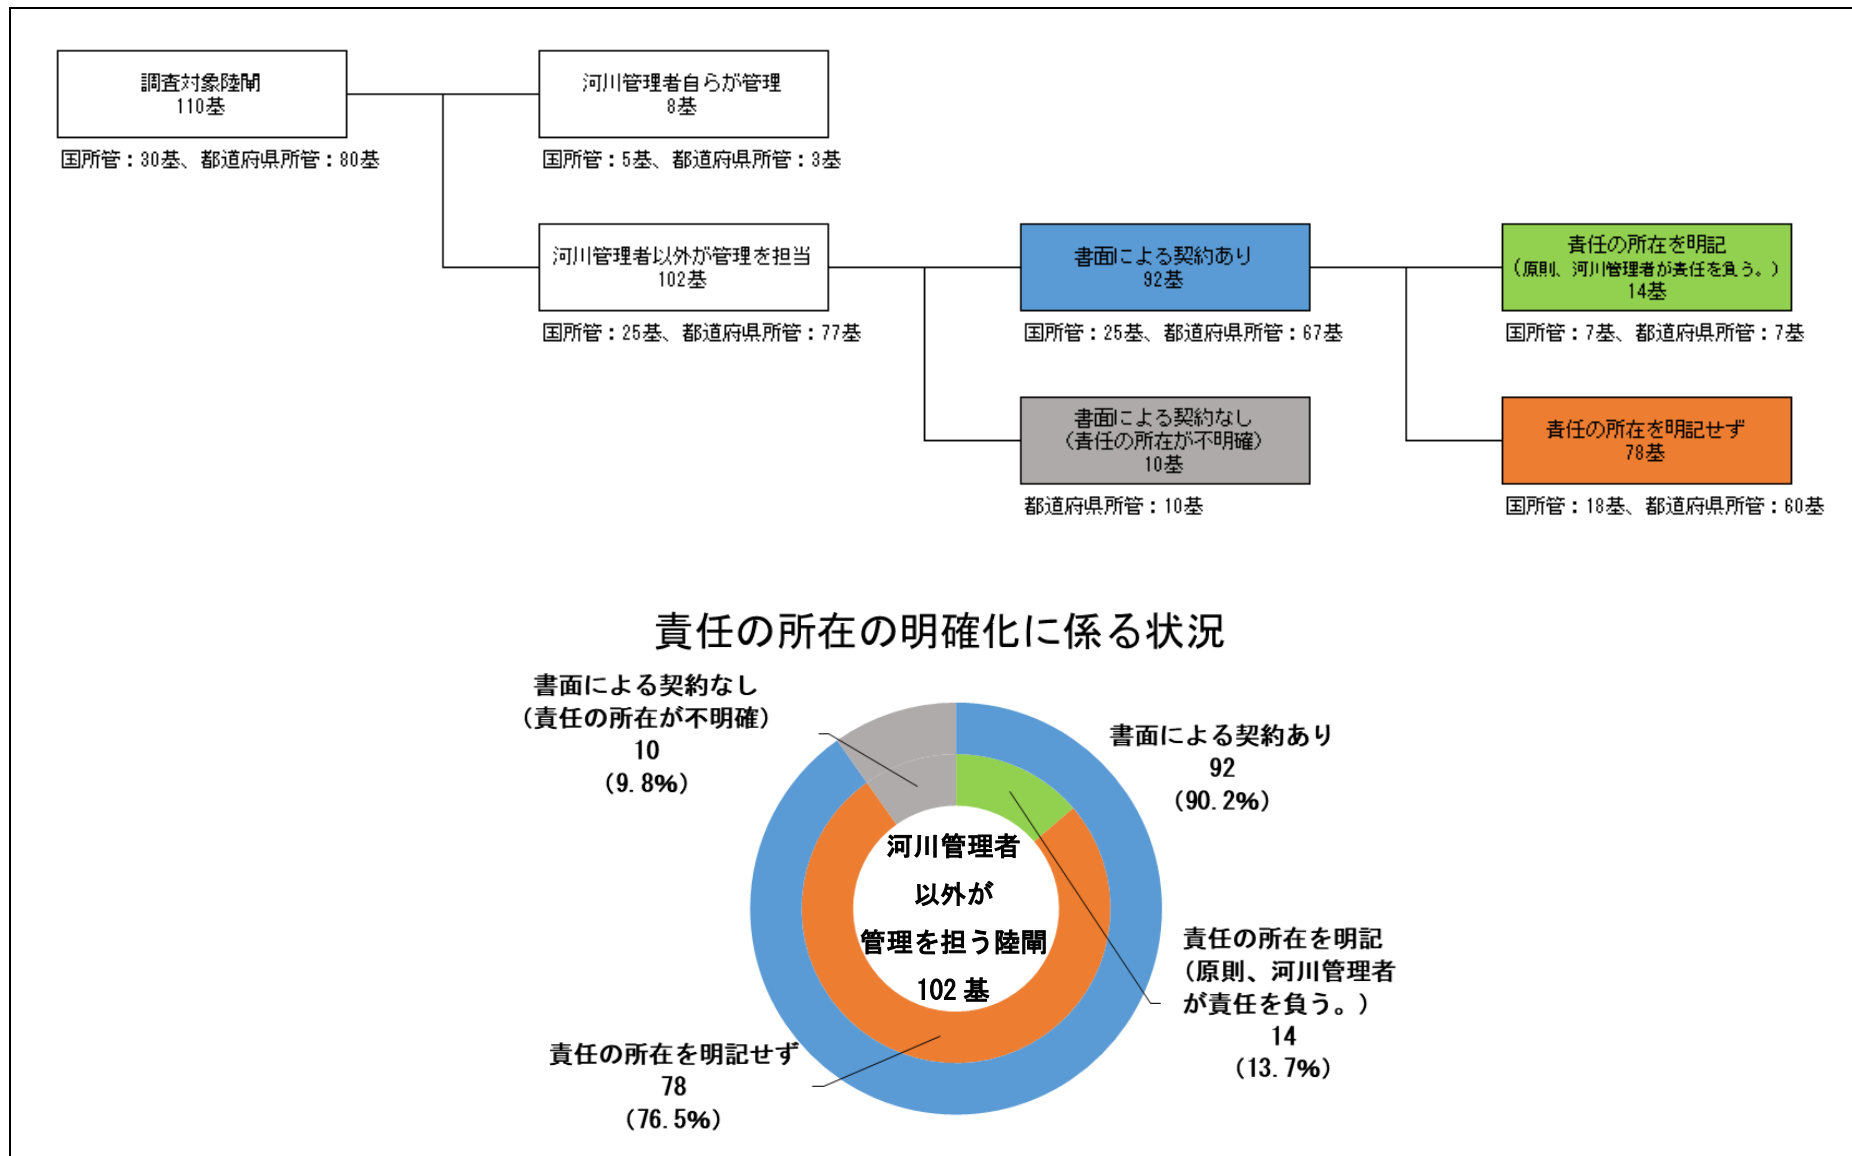 調査対象陸閘
110基
国所管：30基、都道府県所管：80基
河川管理者自らが管理
8基
国所管：5基、都道府県所管：3基
河川管理者以外が管理を担当
102基
国所管：25基、都道府県所管：77基
書面による契約あり
92基
国所管：25基、都道府県所管：67基
責任の所在を明記
（原則、河川管理者が責任を負う。）
14基
国所管：7基、都道府県所管：7基
書面による契約なし
（責任の所在が不明確）
10基
都道府県所管：10基
責任の所在を明記せず
78基
国所管：18基、都道府県所管：60基
責任の所在の明確化に係る状況
書面による契約なし
（責任の所在が不明確）
10
（9.8%）
書面による契約あり
92
（90.2%）
河川管理者
以外が
管理を担う陸閘
102 基
責任の所在を明記
（原則、河川管理者
が責任を負う。）
14
（13.7%）
責任の所在を明記せず
78
（76.5%）